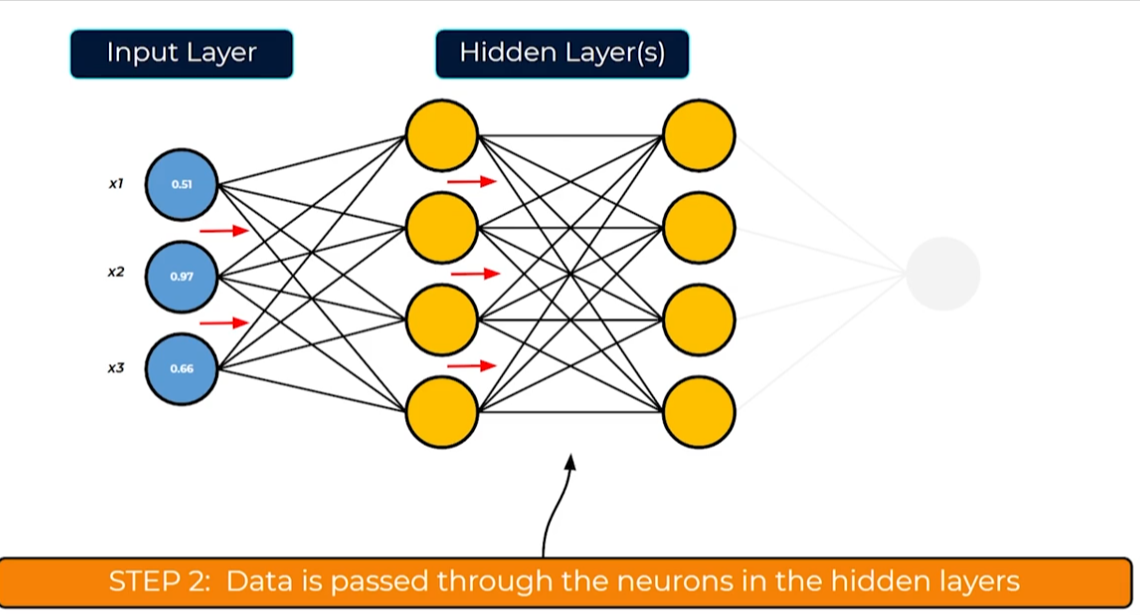 Input Layer
Hidden Layer(s)
x1
0.51
x2
0.97
x3
0.66
STEP 2: Data is passed through the neurons in the hidden layers